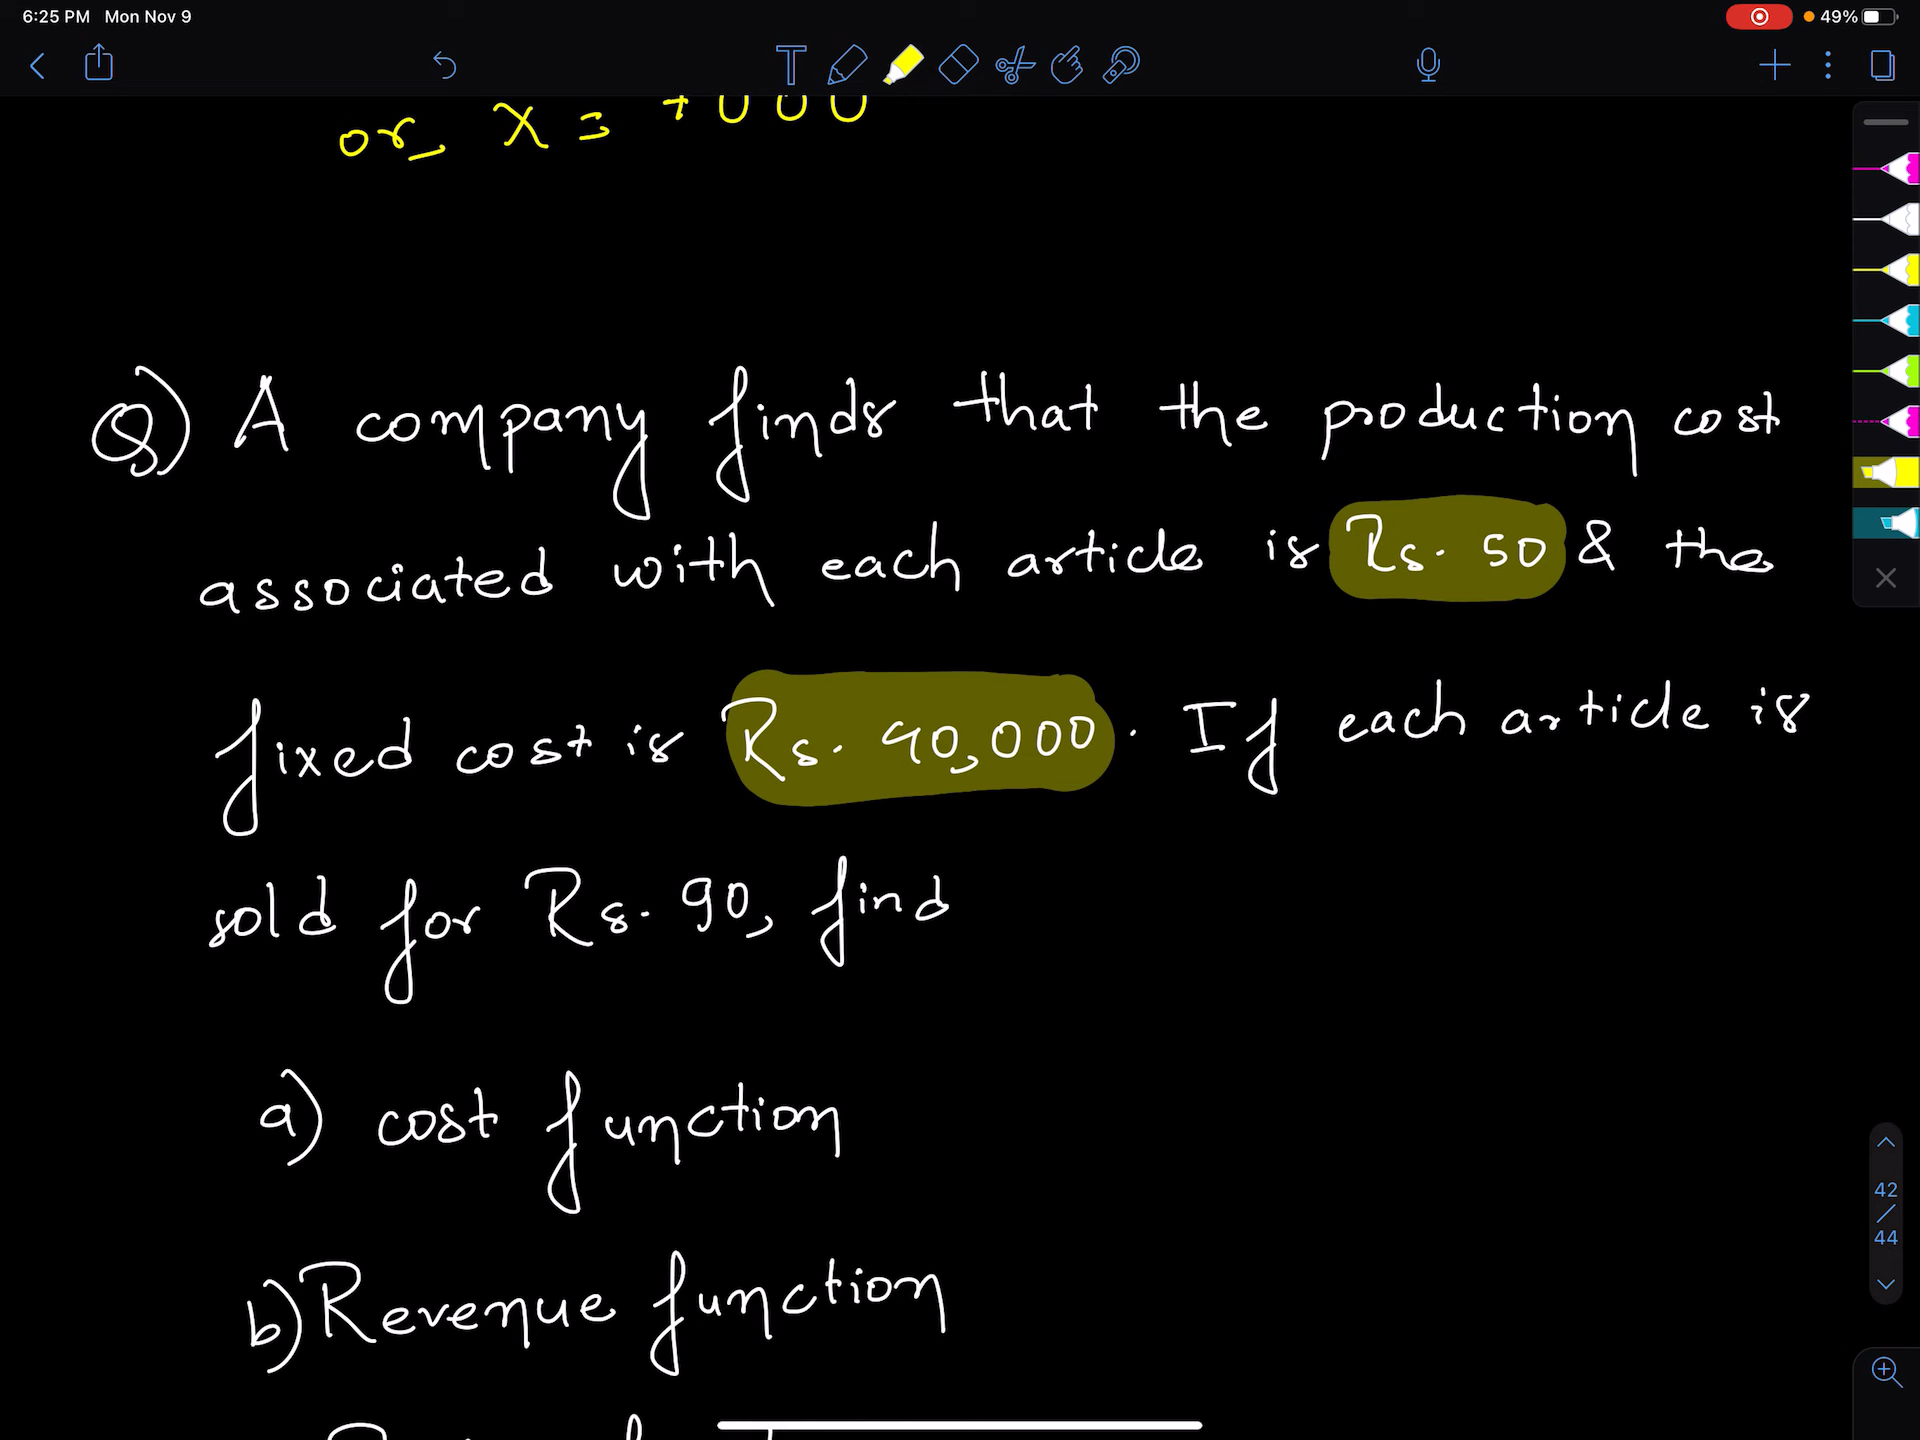 6:25 PM Mon Nov 9
49%
or, x =
Q) A company finds that the production cost
associated with each article is Rs. 50 & the
fixed cost is Rs. 40,000. If each article is
sold for Rs. 90, find
a) cost function
b) Revenue function
42
/
44